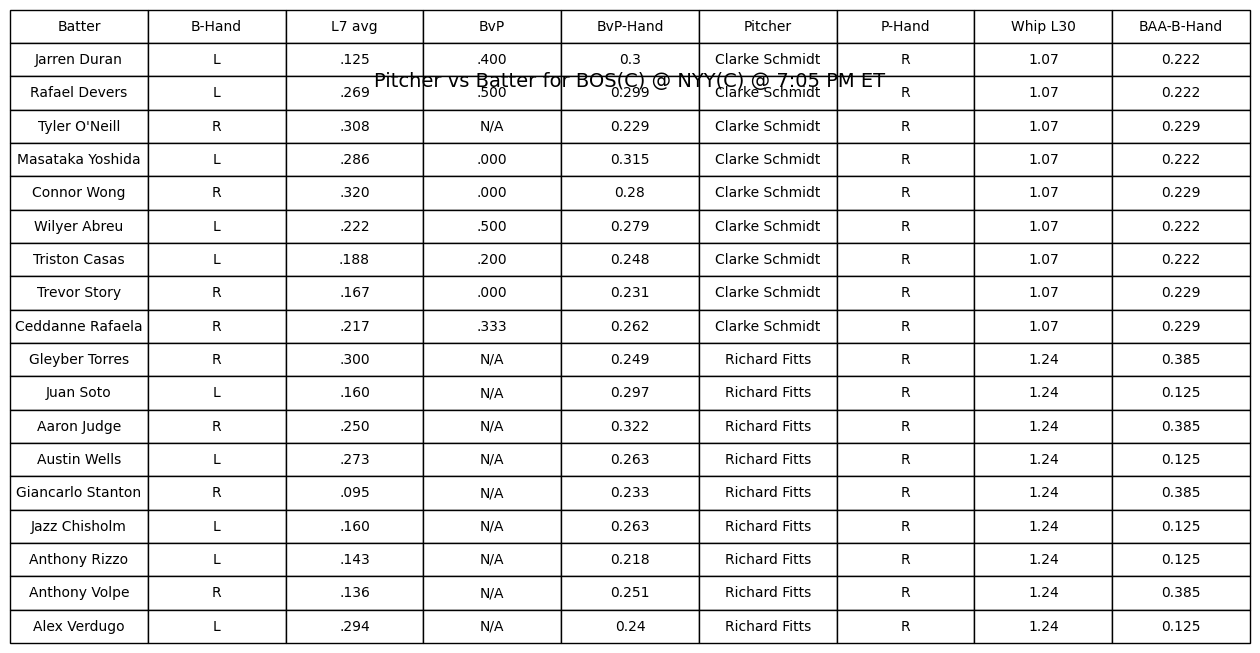 Batter B-Hand L7 avg BvP BvP-Hand Pitcher P-Hand Whip L30 BAA-B-Hand
Jarren Duran L .125 .400 0.3 Clarke Schmidt R 1.07 0.222
Pitcher vs Batter for BOS(C) @ NYY(C) @ 7:05 PM ET
Rafael Devers L .269 .500 0.299 Clarke Schmidt R 1.07 0.222
Tyler O'Neill R .308 N/A 0.229 Clarke Schmidt R 1.07 0.229
Masataka Yoshida L .286 .000 0.315 Clarke Schmidt R 1.07 0.222
Connor Wong R .320 .000 0.28 Clarke Schmidt R 1.07 0.229
Wilyer Abreu L .222 .500 0.279 Clarke Schmidt R 1.07 0.222
Triston Casas L .188 .200 0.248 Clarke Schmidt R 1.07 0.222
Trevor Story R .167 .000 0.231 Clarke Schmidt R 1.07 0.229
Ceddanne Rafaela R .217 .333 0.262 Clarke Schmidt R 1.07 0.229
Gleyber Torres R .300 N/A 0.249 Richard Fitts R 1.24 0.385
Juan Soto L .160 N/A 0.297 Richard Fitts R 1.24 0.125
Aaron Judge R .250 N/A 0.322 Richard Fitts R 1.24 0.385
Austin Wells L .273 N/A 0.263 Richard Fitts R 1.24 0.125
Giancarlo Stanton R .095 N/A 0.233 Richard Fitts R 1.24 0.385
Jazz Chisholm L .160 N/A 0.263 Richard Fitts R 1.24 0.125
Anthony Rizzo L .143 N/A 0.218 Richard Fitts R 1.24 0.125
Anthony Volpe R .136 N/A 0.251 Richard Fitts R 1.24 0.385
Alex Verdugo L .294 N/A 0.24 Richard Fitts R 1.24 0.125